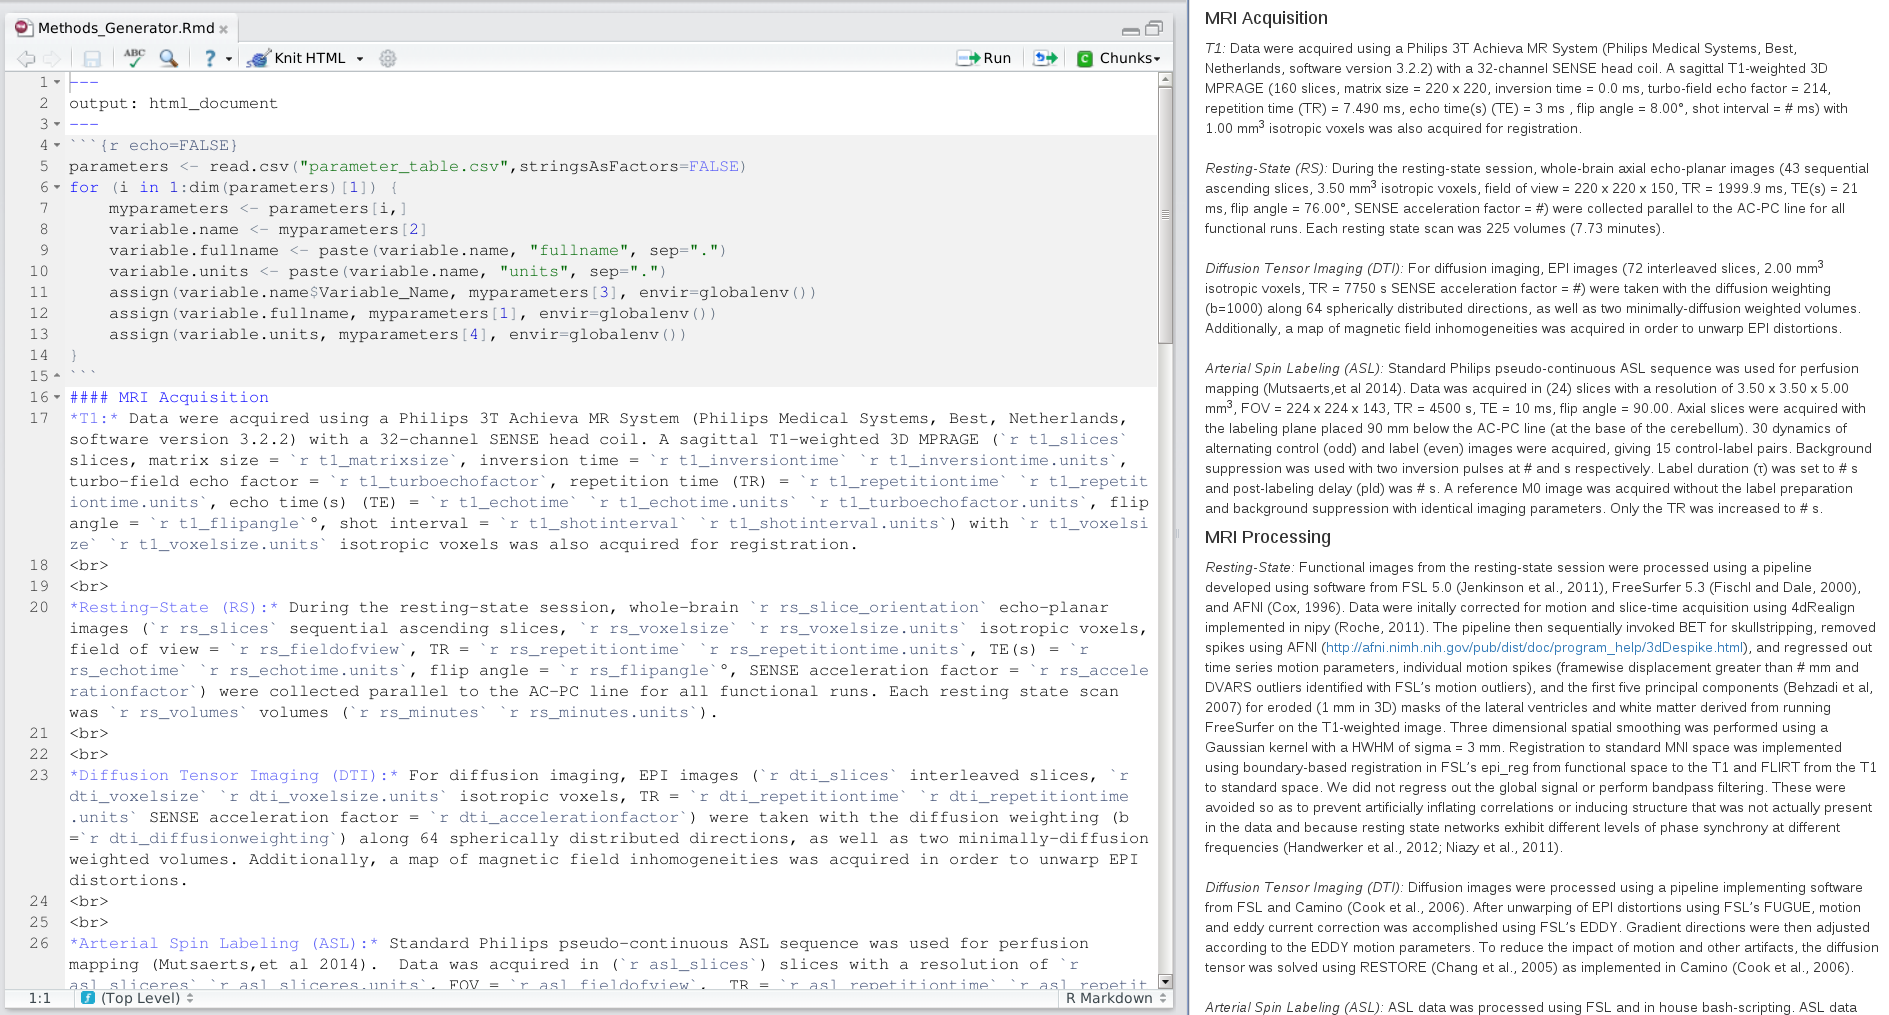 Methods_Generator.Rmd
ABC
? Knit HTML
Run
C Chunks
1 ---
2 output: html_document
3 ---
4 ```{r echo=FALSE}
5 parameters <- read.csv("parameter_table.csv",stringsAsFactors=FALSE)
6 for (i in 1:dim(parameters)[1]) {
7 myparameters <- parameters[i,]
8 variable.name <- myparameters[2]
9 variable.fullname <- paste(variable.name, "fullname", sep=".")
10 variable.units <- paste(variable.name, "units", sep=".")
11 assign(variable.name$Variable_Name, myparameters[3], envir=globalenv())
12 assign(variable.fullname, myparameters[1], envir=globalenv())
13 assign(variable.units, myparameters[4], envir=globalenv())
14 }
15 ```
16 #### MRI Acquisition
17 *T1:* Data were acquired using a Philips 3T Achieva MR System (Philips Medical Systems, Best, Netherlands,
software version 3.2.2) with a 32-channel SENSE head coil. A sagittal T1-weighted 3D MPRAGE (`r t1_slices`
slices, matrix size = `r t1_matrixsize`, inversion time = `r t1_inversiontime` `r t1_inversiontime.units`,
turbo-field echo factor = `r t1_turboechofactor`, repetition time (TR) = `r t1_repetitiontime` `r t1_repetit
iontime.units`, echo time(s) (TE) = `r t1_echotime` `r t1_echotime.units` `r t1_turboechofactor.units`, flip
angle = `r t1_flipangle`°, shot interval = `r t1_shotinterval` `r t1_shotinterval.units`) with `r t1_voxelsi
ze` `r t1_voxelsize.units` isotropic voxels was also acquired for registration.
18 <br>
19 <br>
20 *Resting-State (RS):* During the resting-state session, whole-brain `r rs_slice_orientation` echo-planar
images (`r rs_slices` sequential ascending slices, `r rs_voxelsize` `r rs_voxelsize.units` isotropic voxels,
field of view = `r rs_fieldofview`, TR = `r rs_repetitiontime` `r rs_repetitiontime.units`, TE(s) = `r
rs_echotime` `r rs_echotime.units`, flip angle = `r rs_flipangle`°, SENSE acceleration factor = `r rs_accele
rationfactor`) were collected parallel to the AC-PC line for all functional runs. Each resting state scan
was `r rs_volumes` volumes (`r rs_minutes` `r rs_minutes.units`).
21 <br>
22 <br>
23 *Diffusion Tensor Imaging (DTI):* For diffusion imaging, EPI images (`r dti_slices` interleaved slices, `r
dti_voxelsize` `r dti_voxelsize.units` isotropic voxels, TR = `r dti_repetitiontime` `r dti_repetitiontime
.units` SENSE acceleration factor = `r dti_accelerationfactor`) were taken with the diffusion weighting (b
=`r dti_diffusionweighting`) along 64 spherically distributed directions, as well as two minimally-diffusion
weighted volumes. Additionally, a map of magnetic field inhomogeneities was acquired in order to unwarp EPI
distortions.
24 <br>
25 <br>
26 *Arterial Spin Labeling (ASL):* Standard Philips pseudo-continuous ASL sequence was used for perfusion
mapping (Mutsaerts,et al 2014).  Data was acquired in (`r asl_slices`) slices with a resolution of `r
asl_sliceres` `r asl_sliceres.units`, FOV = `r asl_fieldofview`,  TR = `r asl_repetitiontime` `r asl_repetit
1:1 (Top Level) R Markdown
MRI Acquisition
T1: Data were acquired using a Philips 3T Achieva MR System (Philips Medical Systems, Best,
Netherlands, software version 3.2.2) with a 32-channel SENSE head coil. A sagittal T1-weighted 3D
MPRAGE (160 slices, matrix size = 220 x 220, inversion time = 0.0 ms, turbo-field echo factor = 214,
repetition time (TR) = 7.490 ms, echo time(s) (TE) = 3 ms , flip angle = 8.00°, shot interval = # ms) with
1.00 mm³ isotropic voxels was also acquired for registration.
Resting-State (RS): During the resting-state session, whole-brain axial echo-planar images (43 sequential
ascending slices, 3.50 mm³ isotropic voxels, field of view = 220 x 220 x 150, TR = 1999.9 ms, TE(s) = 21
ms, flip angle = 76.00°, SENSE acceleration factor = #) were collected parallel to the AC-PC line for all
functional runs. Each resting state scan was 225 volumes (7.73 minutes).
Diffusion Tensor Imaging (DTI): For diffusion imaging, EPI images (72 interleaved slices, 2.00 mm³
isotropic voxels, TR = 7750 s SENSE acceleration factor = #) were taken with the diffusion weighting
(b=1000) along 64 spherically distributed directions, as well as two minimally-diffusion weighted volumes.
Additionally, a map of magnetic field inhomogeneities was acquired in order to unwarp EPI distortions.
Arterial Spin Labeling (ASL): Standard Philips pseudo-continuous ASL sequence was used for perfusion
mapping (Mutsaerts,et al 2014). Data was acquired in (24) slices with a resolution of 3.50 x 3.50 x 5.00
mm³, FOV = 224 x 224 x 143, TR = 4500 s, TE = 10 ms, flip angle = 90.00. Axial slices were acquired with
the labeling plane placed 90 mm below the AC-PC line (at the base of the cerebellum). 30 dynamics of
alternating control (odd) and label (even) images were acquired, giving 15 control-label pairs. Background
suppression was used with two inversion pulses at # and s respectively. Label duration (τ) was set to # s
and post-labeling delay (pld) was # s. A reference M0 image was acquired without the label preparation
and background suppression with identical imaging parameters. Only the TR was increased to # s.
MRI Processing
Resting-State: Functional images from the resting-state session were processed using a pipeline
developed using software from FSL 5.0 (Jenkinson et al., 2011), FreeSurfer 5.3 (Fischl and Dale, 2000),
and AFNI (Cox, 1996). Data were initally corrected for motion and slice-time acquisition using 4dRealign
implemented in nipy (Roche, 2011). The pipeline then sequentially invoked BET for skullstripping, removed
spikes using AFNI (http://afni.nimh.nih.gov/pub/dist/doc/program_help/3dDespike.html), and regressed out
time series motion parameters, individual motion spikes (framewise displacement greater than # mm and
DVARS outliers identified with FSL's motion outliers), and the first five principal components (Behzadi et al,
2007) for eroded (1 mm in 3D) masks of the lateral ventricles and white matter derived from running
FreeSurfer on the T1-weighted image. Three dimensional spatial smoothing was performed using a
Gaussian kernel with a HWHM of sigma = 3 mm. Registration to standard MNI space was implemented
using boundary-based registration in FSL's epi_reg from functional space to the T1 and FLIRT from the T1
to standard space. We did not regress out the global signal or perform bandpass filtering. These were
avoided so as to prevent artificially inflating correlations or inducing structure that was not actually present
in the data and because resting state networks exhibit different levels of phase synchrony at different
frequencies (Handwerker et al., 2012; Niazy et al., 2011).
Diffusion Tensor Imaging (DTI): Diffusion images were processed using a pipeline implementing software
from FSL and Camino (Cook et al., 2006). After unwarping of EPI distortions using FSL's FUGUE, motion
and eddy current correction was accomplished using FSL's EDDY. Gradient directions were then adjusted
according to the EDDY motion parameters. To reduce the impact of motion and other artifacts, the diffusion
tensor was solved using RESTORE (Chang et al., 2005) as implemented in Camino (Cook et al., 2006).
Arterial Spin Labeling (ASL): ASL data was processed using FSL and in house bash-scripting. ASL data